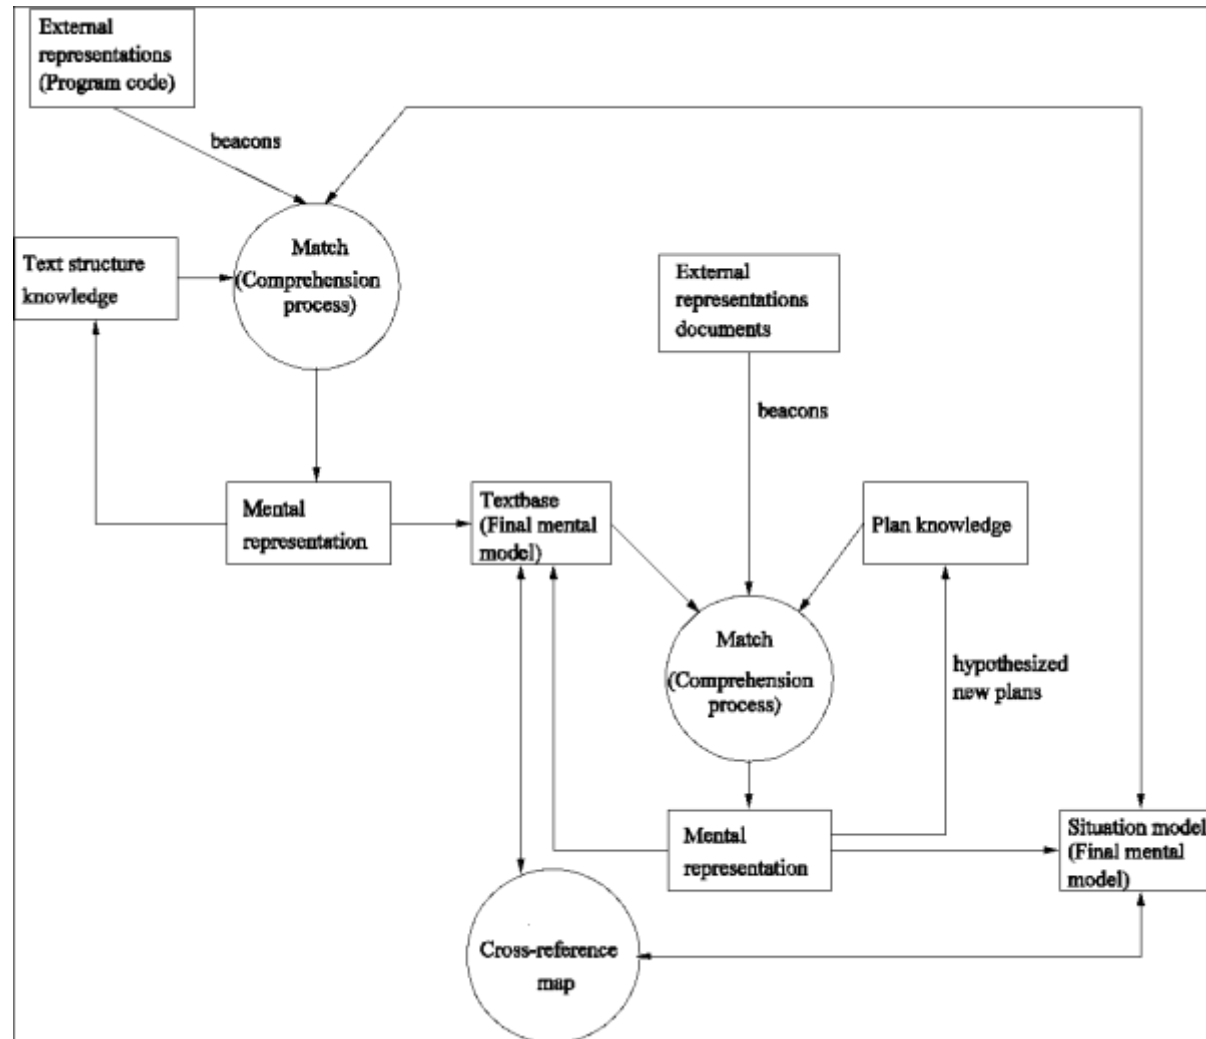 External
representations
(Program code)
beacons
Match
(Comprehension
process)
Text structure
knowledge
External
representations
documents
beacons
Mental
representation
Textbase
(Final mental
model)
Plan knowledge
Match
(Comprehension
process)
hypothesized
new plans
Mental
representation
Situation model
(Final mental
model)
Cross-reference
map